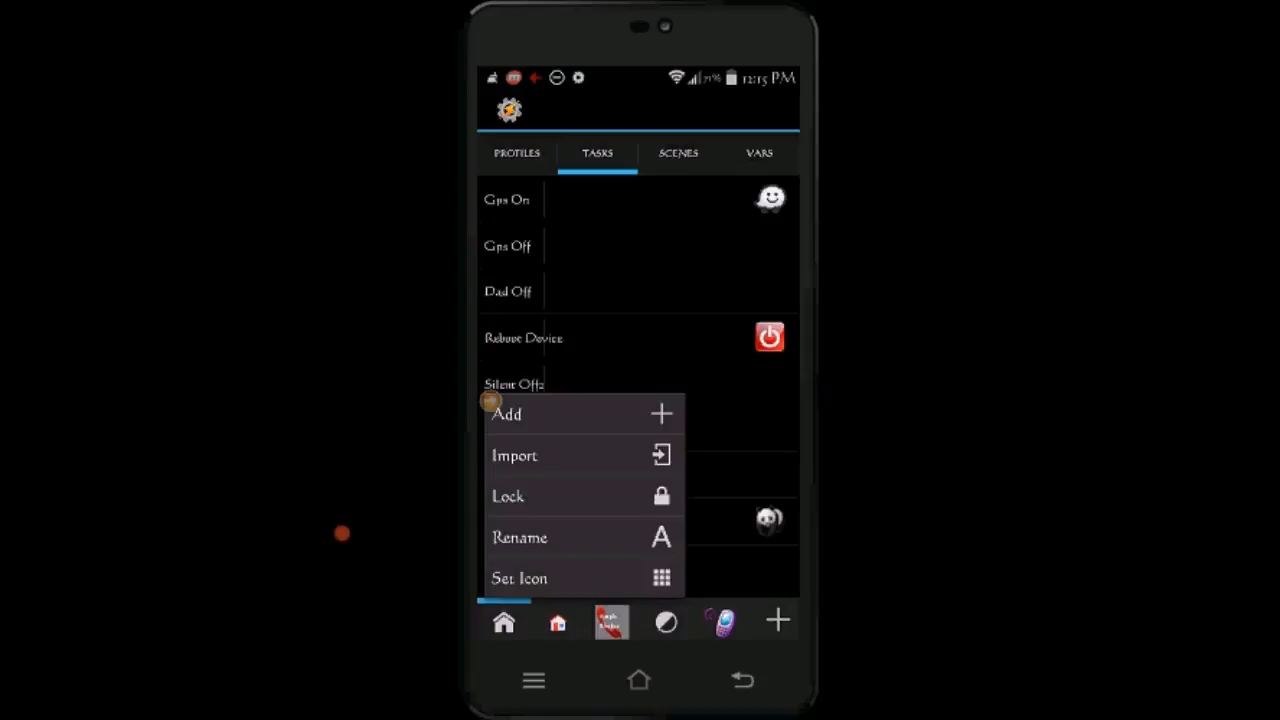 71% 12:15 PM
PROFILES TASKS SCENES VARS
Gps On
Gps Off
Dad Off
Reboot Device
Silent Off2
Add
Import
Lock
Rename
Set Icon